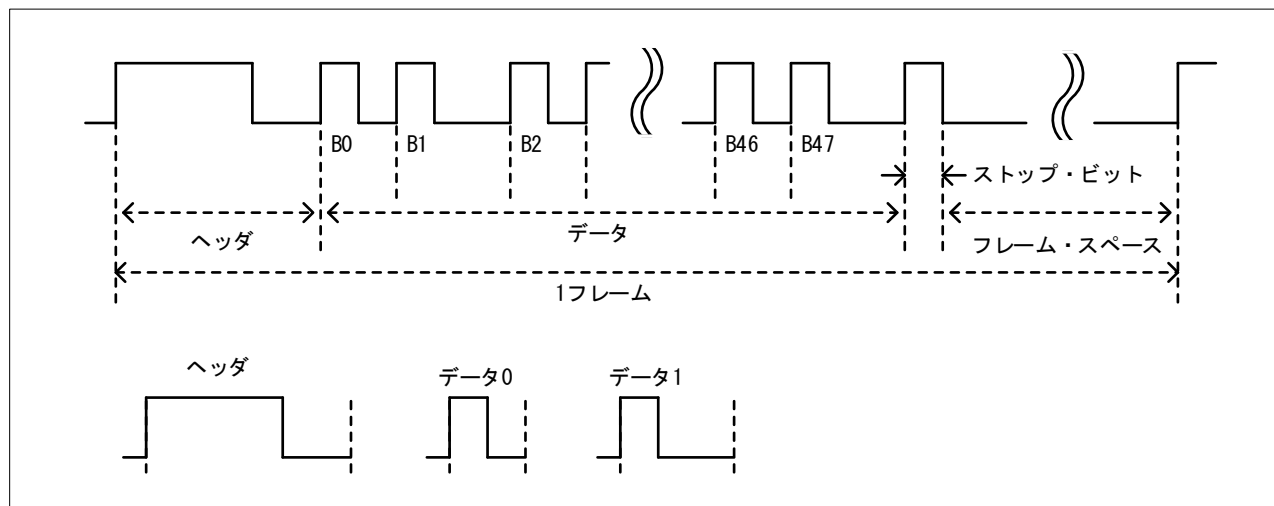 B0
B1
B2
B46
B47
ストップ・ビット
ヘッダ
データ
フレーム・スペース
1フレーム
ヘッダ
データ0
データ1